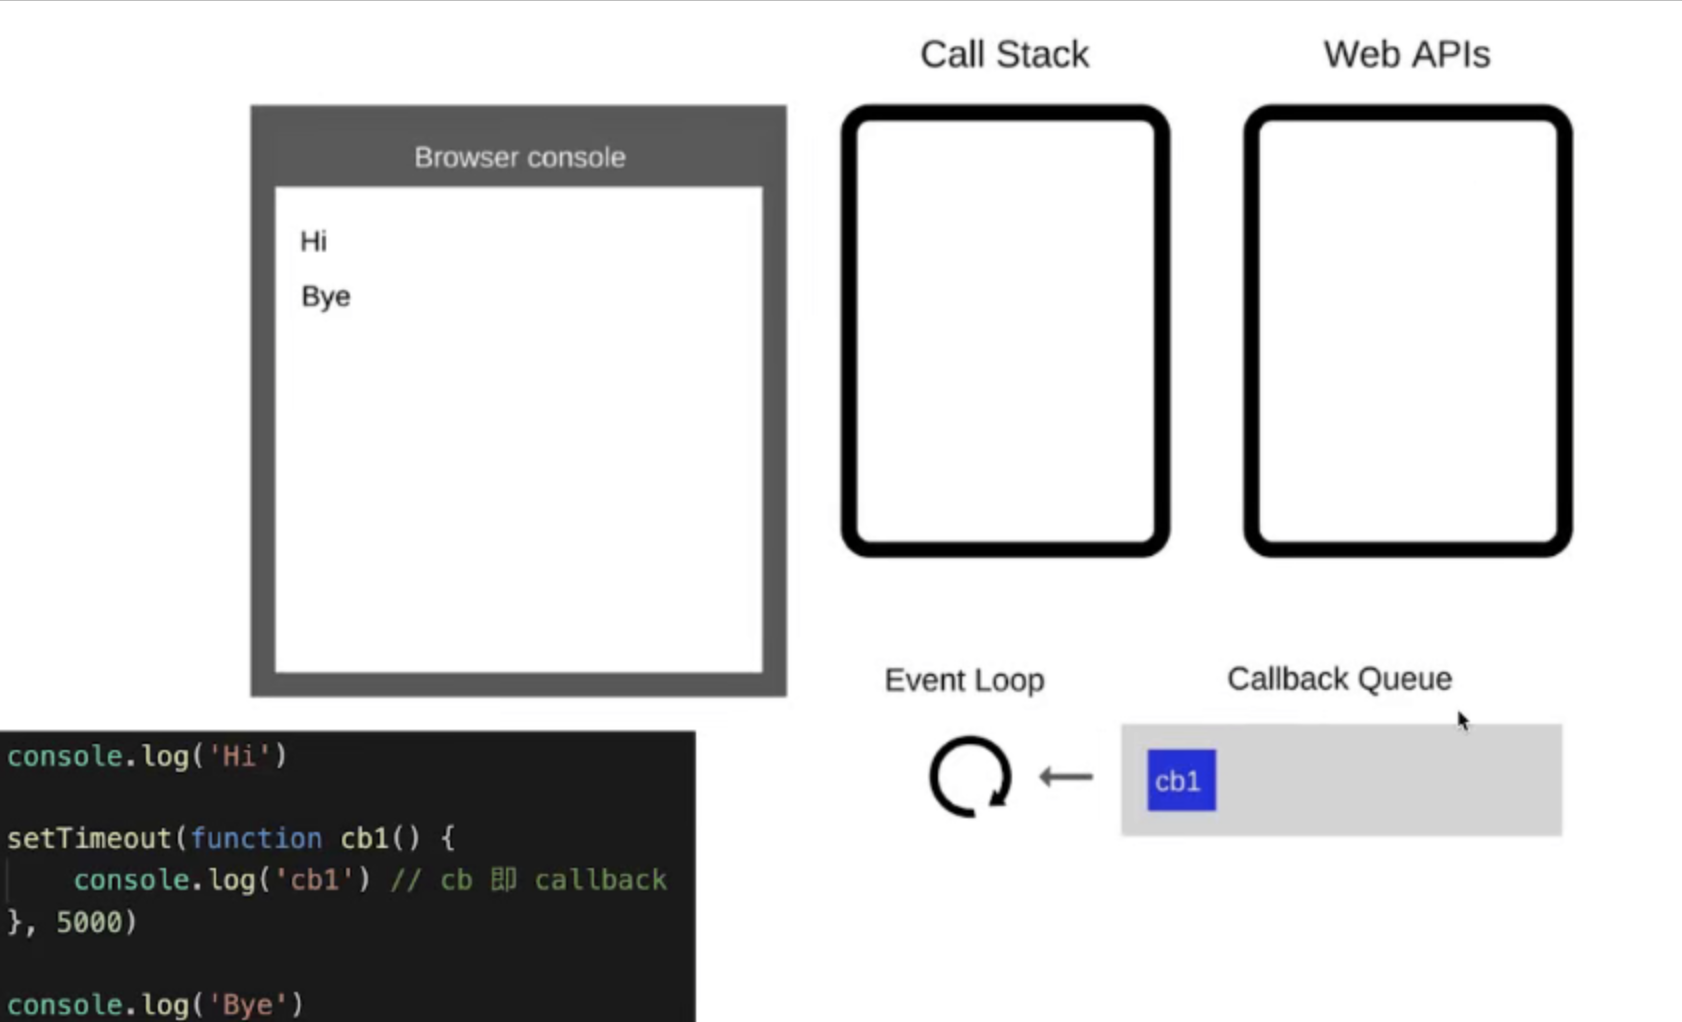 Call Stack
Web APIs
Browser console
Hi
Bye
Event Loop
Callback Queue
cb1
console.log('Hi')
setTimeout(function cb1() {
    console.log('cb1') // cb 即 callback
}, 5000)
console.log('Bye')